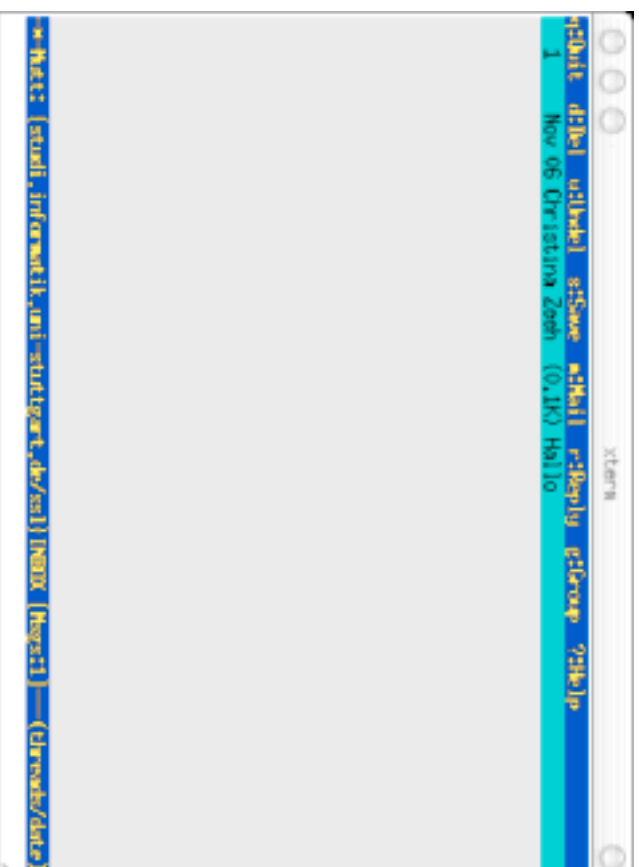 xterm
q:Quit d:Del u:Undel s:Save m:Mail r:Reply g:Group ?:Help
1 Nov 06 Christina Zeeh (0.1K) Hallo
-*-Mutt: {studi.informatik.uni-stuttgart.de/ssl}INBOX [Msgs:1]---(threads/date)